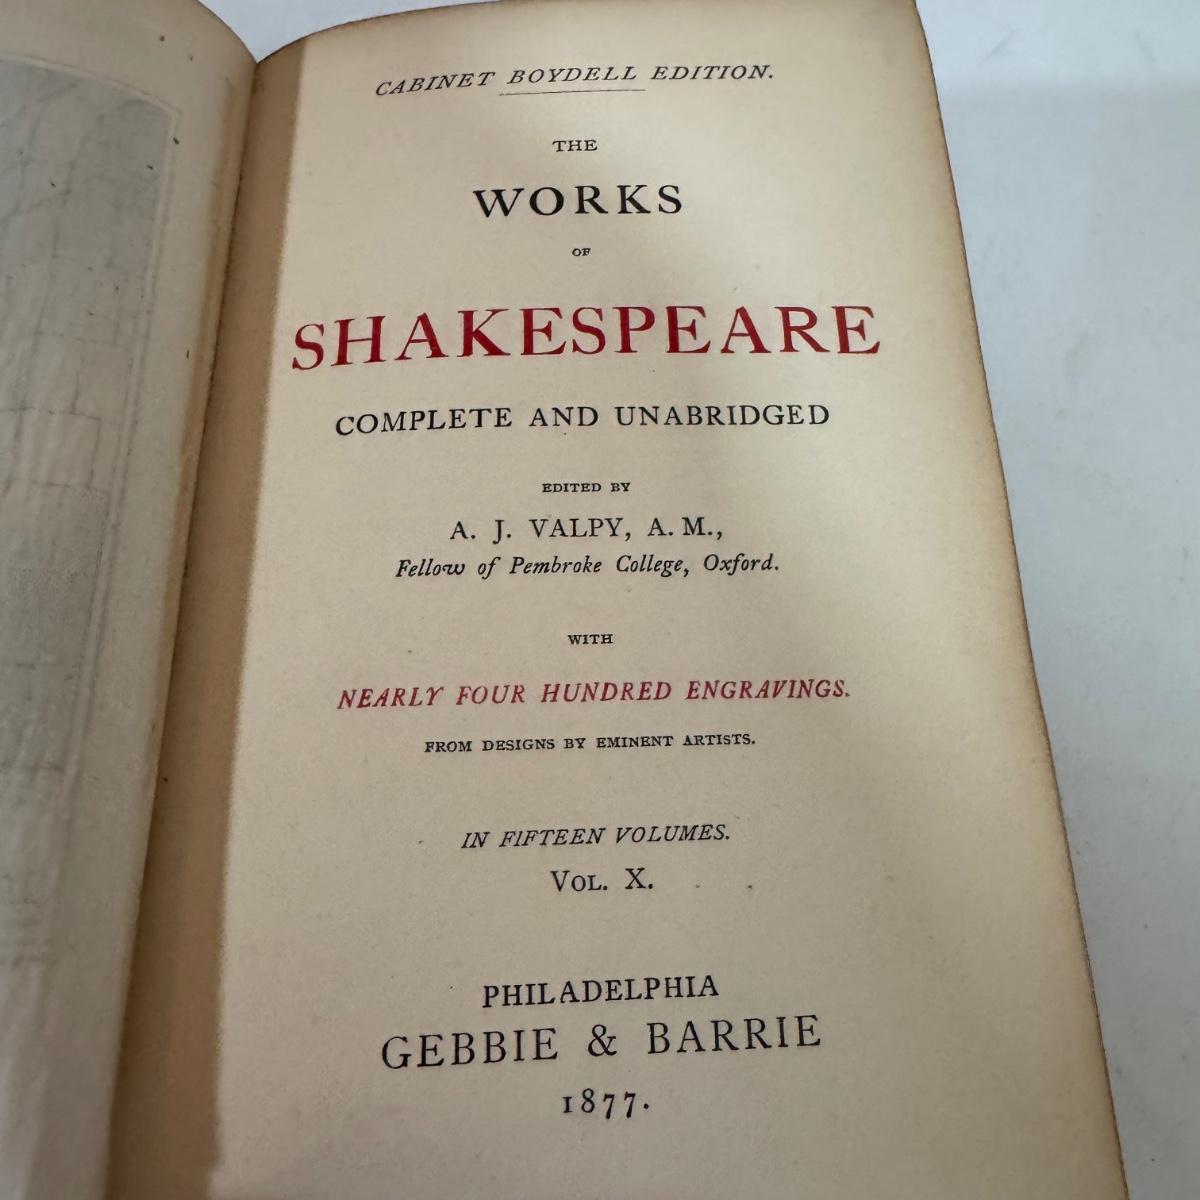 CABINET BOYDELL EDITION.
THE
WORKS
OF
SHAKESPEARE
COMPLETE AND UNABRIDGED
EDITED BY
A. J. VALPY, A. M.,
Fellow of Pembroke College, Oxford.
WITH
NEARLY FOUR HUNDRED ENGRAVINGS.
FROM DESIGNS BY EMINENT ARTISTS.
IN FIFTEEN VOLUMES.
VOL. X.
PHILADELPHIA
GEBBIE & BARRIE
1877.